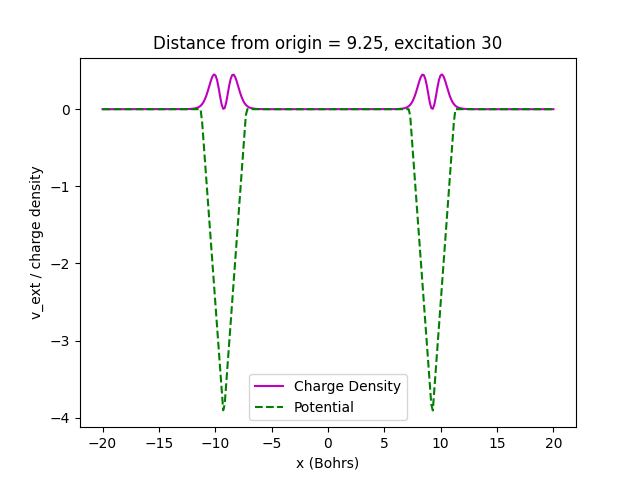 Distance from origin = 9.25, excitation 30
v_ext / charge density
0
−1
−2
−3
−4
Charge Density
Potential
−20 −15 −10 −5 0 5 10 15 20
x (Bohrs)